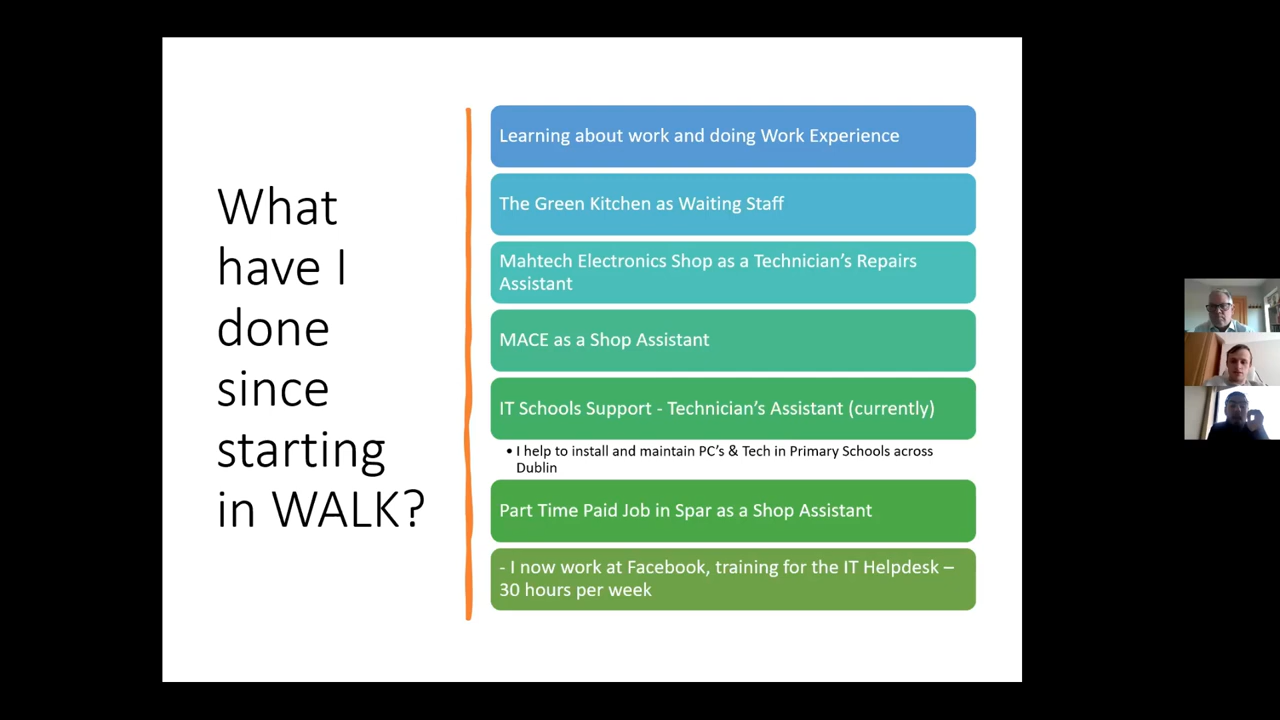 What
have I
done
since
starting
in WALK?
Learning about work and doing Work Experience
The Green Kitchen as Waiting Staff
Mahtech Electronics Shop as a Technician’s Repairs
Assistant
MACE as a Shop Assistant
IT Schools Support - Technician’s Assistant (currently)
• I help to install and maintain PC’s & Tech in Primary Schools across
Dublin
Part Time Paid Job in Spar as a Shop Assistant
- I now work at Facebook, training for the IT Helpdesk –
30 hours per week